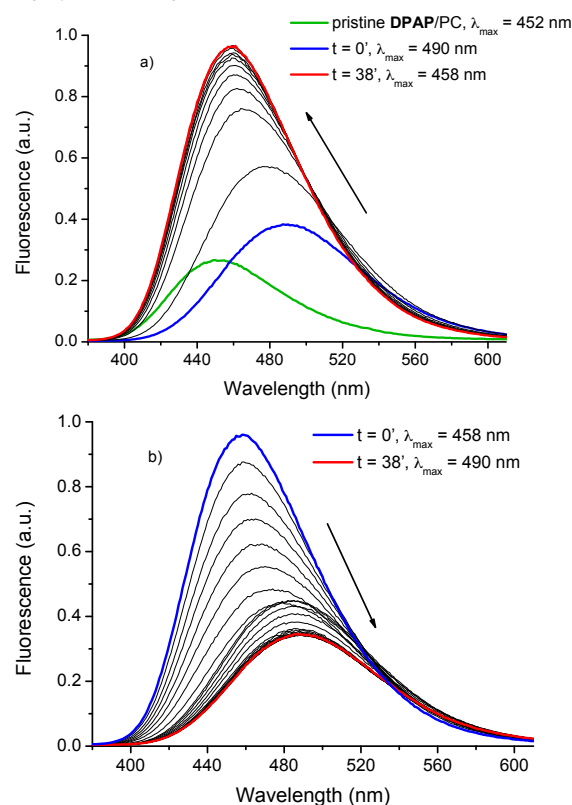 pristine DPAP/PC, λmax = 452 nm
t = 0', λmax = 490 nm
t = 38', λmax = 458 nm
a)
1.0
0.8
0.6
0.4
0.2
0.0
Fluorescence (a.u.)
400 440 480 520 560 600
Wavelength (nm)
t = 0', λmax = 458 nm
t = 38', λmax = 490 nm
b)
1.0
0.8
0.6
0.4
0.2
0.0
Fluorescence (a.u.)
400 440 480 520 560 600
Wavelength (nm)